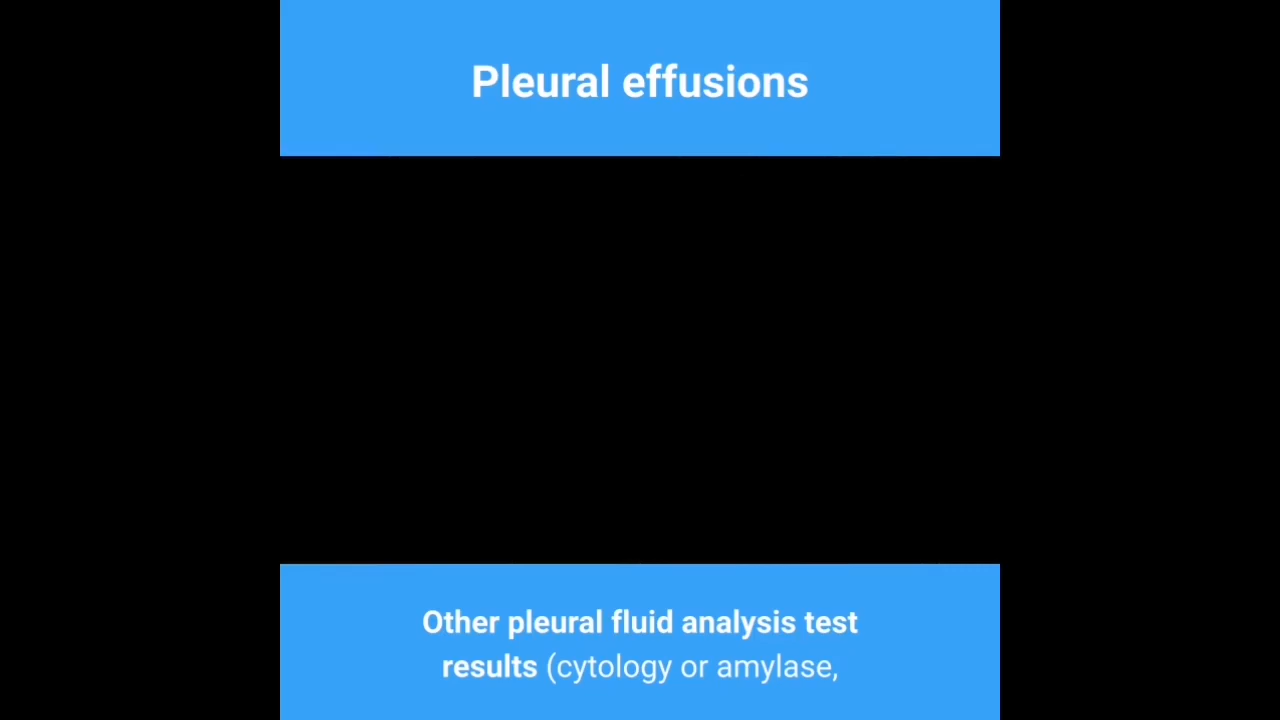 Pleural effusions
Other pleural fluid analysis test
results (cytology or amylase,